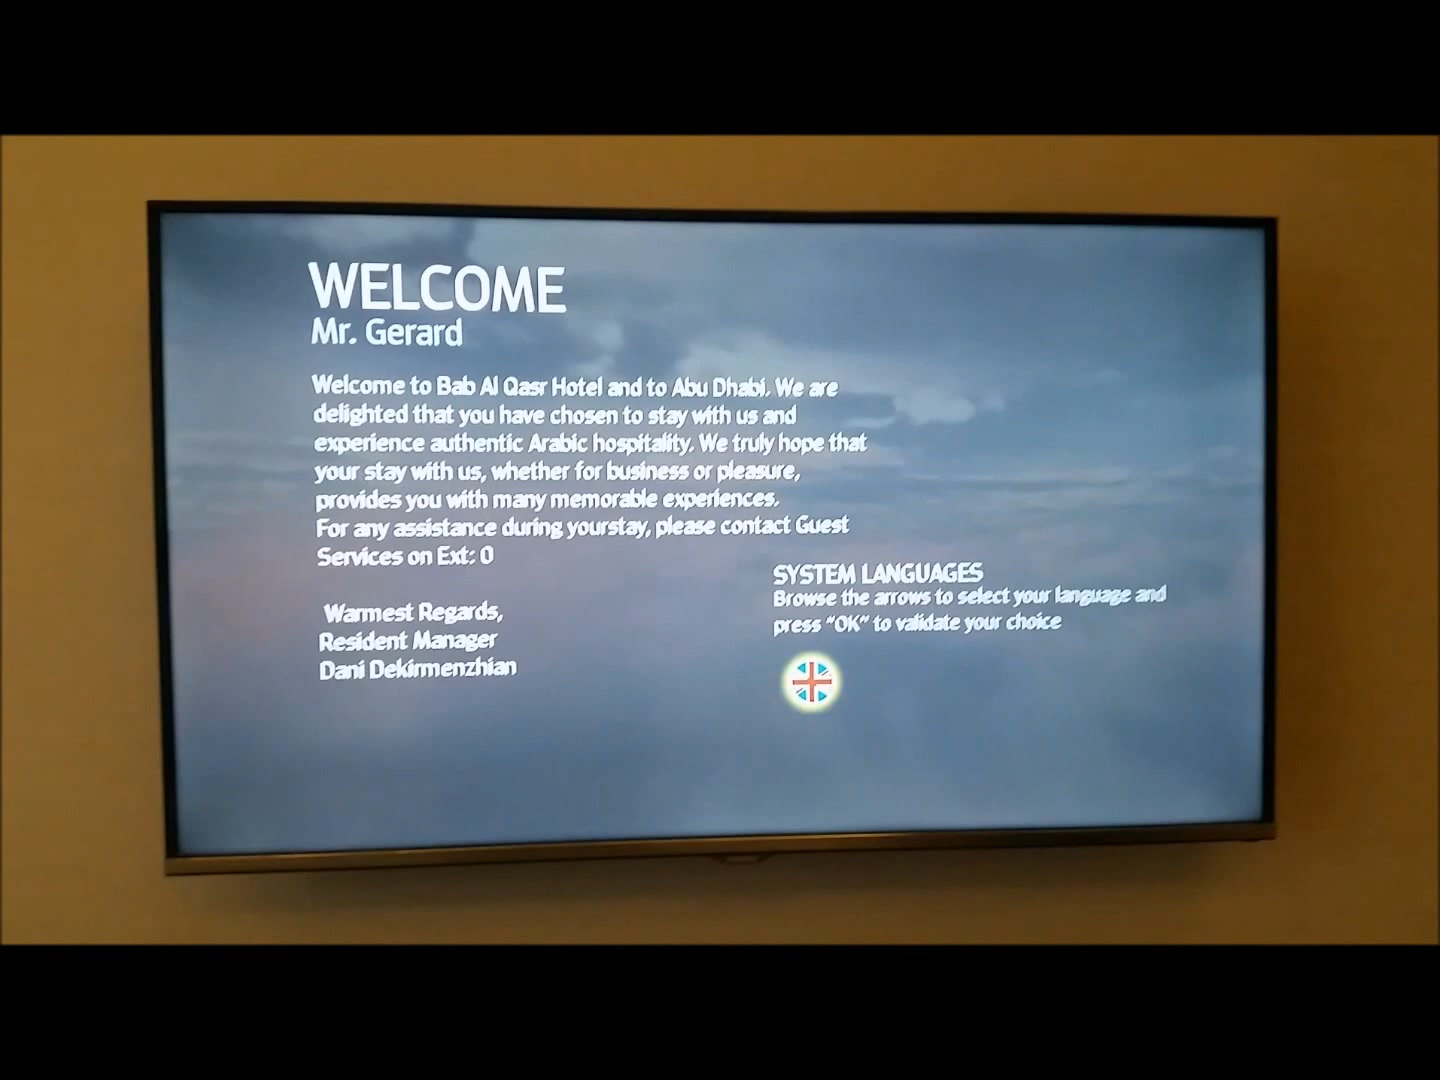 WELCOME
Mr. Gerard
Welcome to Bab Al Qasr Hotel and to Abu Dhabi. We are
delighted that you have chosen to stay with us and
experience authentic Arabic hospitality. We truly hope that
your stay with us, whether for business or pleasure,
provides you with many memorable experiences.
For any assistance during yourstay, please contact Guest
Services on Ext: 0
Warmest Regards,
Resident Manager
Dani Dekirmenzhian
SYSTEM LANGUAGES
Browse the arrows to select your language and
press "OK" to validate your choice